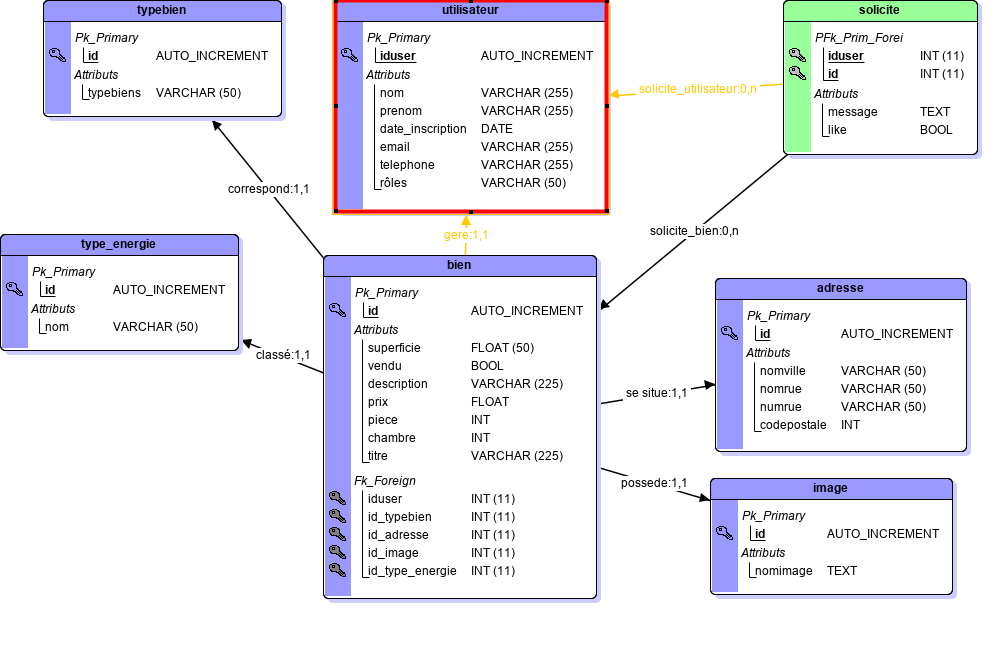 typebien
Pk_Primary
id AUTO_INCREMENT
Attributs
typebiens VARCHAR (50)
utilisateur
Pk_Primary
iduser AUTO_INCREMENT
Attributs
nom VARCHAR (255)
prenom VARCHAR (255)
date_inscription DATE
email VARCHAR (255)
telephone VARCHAR (255)
rôles VARCHAR (50)
solicite
PFk_Prim_Forei
iduser INT (11)
id INT (11)
Attributs
message TEXT
like BOOL
solicite_utilisateur:0,n
correspond:1,1
gere:1,1
solicite_bien:0,n
type_energie
Pk_Primary
id AUTO_INCREMENT
Attributs
nom VARCHAR (50)
classé:1,1
bien
Pk_Primary
id AUTO_INCREMENT
Attributs
superficie FLOAT (50)
vendu BOOL
description VARCHAR (225)
prix FLOAT
piece INT
chambre INT
titre VARCHAR (225)
Fk_Foreign
iduser INT (11)
id_typebien INT (11)
id_adresse INT (11)
id_image INT (11)
id_type_energie INT (11)
se situe:1,1
possede:1,1
adresse
Pk_Primary
id AUTO_INCREMENT
Attributs
nomville VARCHAR (50)
nomrue VARCHAR (50)
numrue VARCHAR (50)
codepostale INT
image
Pk_Primary
id AUTO_INCREMENT
Attributs
nomimage TEXT